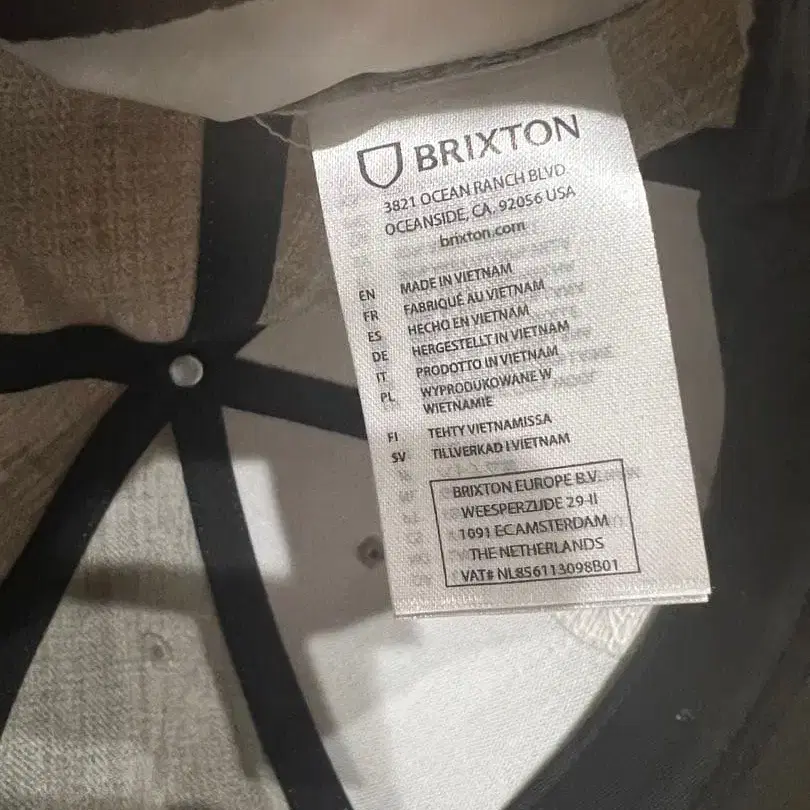 BRIXTON
3821 OCEAN RANCH BLVD
OCEANSIDE, CA, 92056 USA
brixton.com
EN MADE IN VIETNAM
FR FABRIQUÉ AU VIETNAM
ES HECHO EN VIETNAM
DE HERGESTELLT IN VIETNAM
IT PRODOTTO IN VIETNAM
PL WYPRODUKOWANE W
WIETNAMIE
FI TEHTY VIETNAMISSA
SV TILLVERKAD I VIETNAM
BRIXTON EUROPE B.V.
WEESPERZIJDE 29-II
1091 EC AMSTERDAM
THE NETHERLANDS
VAT# NL856113098B01